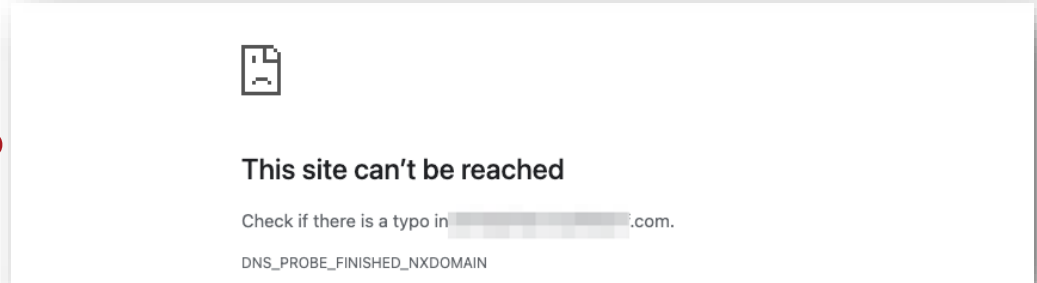 This site can’t be reached
Check if there is a typo in .com.
DNS_PROBE_FINISHED_NXDOMAIN